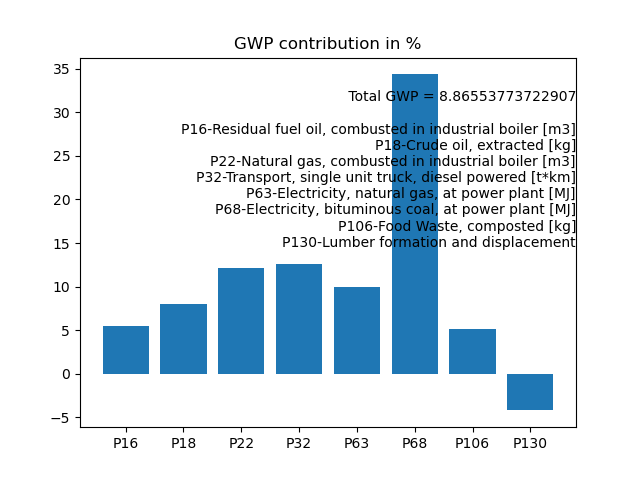 GWP contribution in %
35
30
25
20
15
10
5
0
−5
Total GWP = 8.86553773722907
P16-Residual fuel oil, combusted in industrial boiler [m3]
P18-Crude oil, extracted [kg]
P22-Natural gas, combusted in industrial boiler [m3]
P32-Transport, single unit truck, diesel powered [t*km]
P63-Electricity, natural gas, at power plant [MJ]
P68-Electricity, bituminous coal, at power plant [MJ]
P106-Food Waste, composted [kg]
P130-Lumber formation and displacement
P16 P18 P22 P32 P63 P68 P106 P130